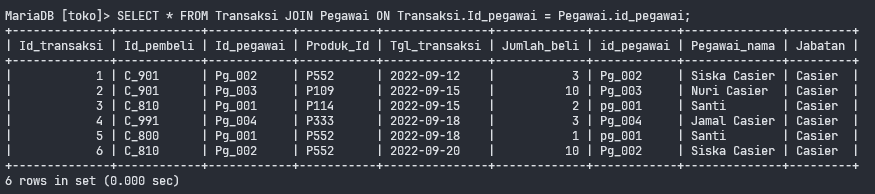 MariaDB [toko]> SELECT * FROM Transaksi JOIN Pegawai ON Transaksi.Id_pegawai = Pegawai.id_pegawai;
+--------------+------------+------------+-----------+---------------+-------------+------------+--------------+---------+
| Id_transaksi | Id_pembeli | Id_pegawai | Produk_Id | Tgl_transaksi | Jumlah_beli | id_pegawai | Pegawai_nama | Jabatan |
+--------------+------------+------------+-----------+---------------+-------------+------------+--------------+---------+
|            1 | C_901      | Pg_002     | P552      | 2022-09-12    |           3 | Pg_002     | Siska Casier | Casier  |
|            2 | C_901      | Pg_003     | P109      | 2022-09-15    |          10 | Pg_003     | Nuri Casier  | Casier  |
|            3 | C_810      | Pg_001     | P114      | 2022-09-15    |           2 | pg_001     | Santi        | Casier  |
|            4 | C_991      | Pg_004     | P333      | 2022-09-18    |           3 | pg_004     | Jamal Casier | Casier  |
|            5 | C_800      | Pg_001     | P552      | 2022-09-18    |           1 | pg_001     | Santi        | Casier  |
|            6 | C_810      | Pg_002     | P552      | 2022-09-20    |          10 | Pg_002     | Siska Casier | Casier  |
+--------------+------------+------------+-----------+---------------+-------------+------------+--------------+---------+
6 rows in set (0.000 sec)